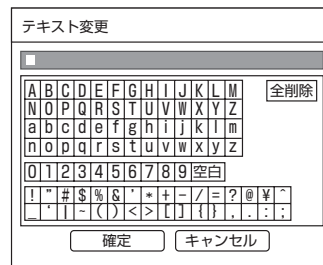 テキスト変更
A B C D E F G H I J K L M 全削除
N O P Q R S T U V W X Y Z
a b c d e f g h i j k l m
n o p q r s t u v w x y z
0 1 2 3 4 5 6 7 8 9 空白
! " # $ % & ' * + - / = ? @ ¥ ^
_ ‘ | ~ ( ) < > [ ] { } , . : ;
確定 キャンセル